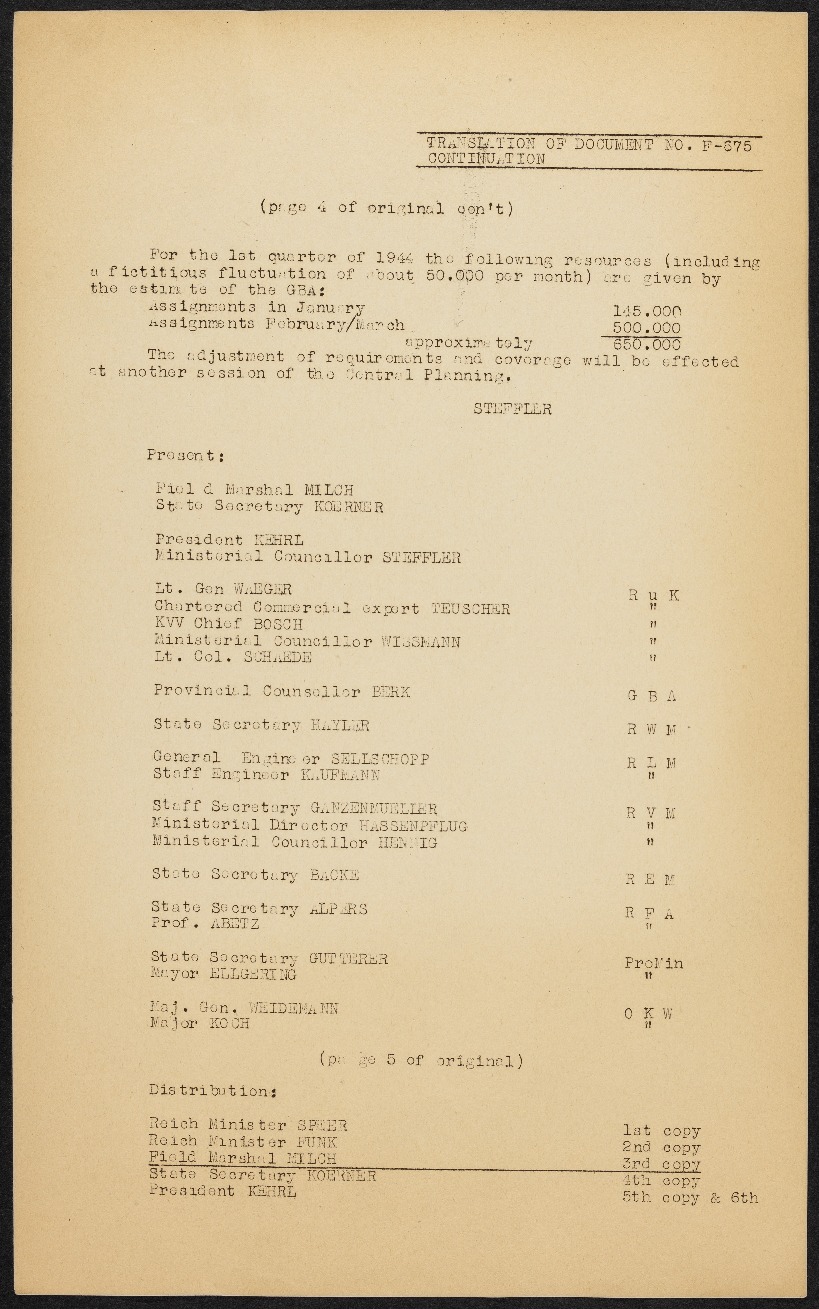 TRANSLATION OF DOCUMENT NO. F-675
CONTINUATION
(page 4 of original con't)
For the 1st quarter of 1944 the following resources (including
a fictitious fluctuation of about 50.000 per month) are given by
the estimate of the GBA:
Assignments in January 145.000
Assignments February/March 500.000
approximately 650.000
The adjustment of requirements and coverage will be effected
at another session of the Central Planning.
STEFFLER
Present:
Field Marshal MILCH
State Secretary KOERNER
President KEHRL
Ministerial Councillor STEFFLER
Lt. Gen WAEGER R u K
Chartered Commercial expert TEUSCHER "
KVV Chief BOSCH "
Ministerial Councillor WISSMANN "
Lt. Col. SCHAEDE "
Provincial Counsellor BERK G B A
State Secretary HAYLER R W M
General Engineer SELLSCHOPP R L M
Staff Engineer KAUFMANN "
Staff Secretary GANZENMUELLER R V M
Ministerial Director HASSENPFLUG "
Ministerial Councillor HENNIG "
State Secretary BACKE R E M
State Secretary ALPERS R F A
Prof. ABETZ "
State Secretary GUTTERER ProMin
Mayor ELLGERING "
Maj. Gen. WEIDEMANN O K W
Major KOCH "
(page 5 of original)
Distribution:
Reich Minister SPEER 1st copy
Reich Minister FUNK 2nd copy
Field Marshal MILCH 3rd copy
State Secretary KOERNER 4th copy
President KEHRL 5th copy & 6th